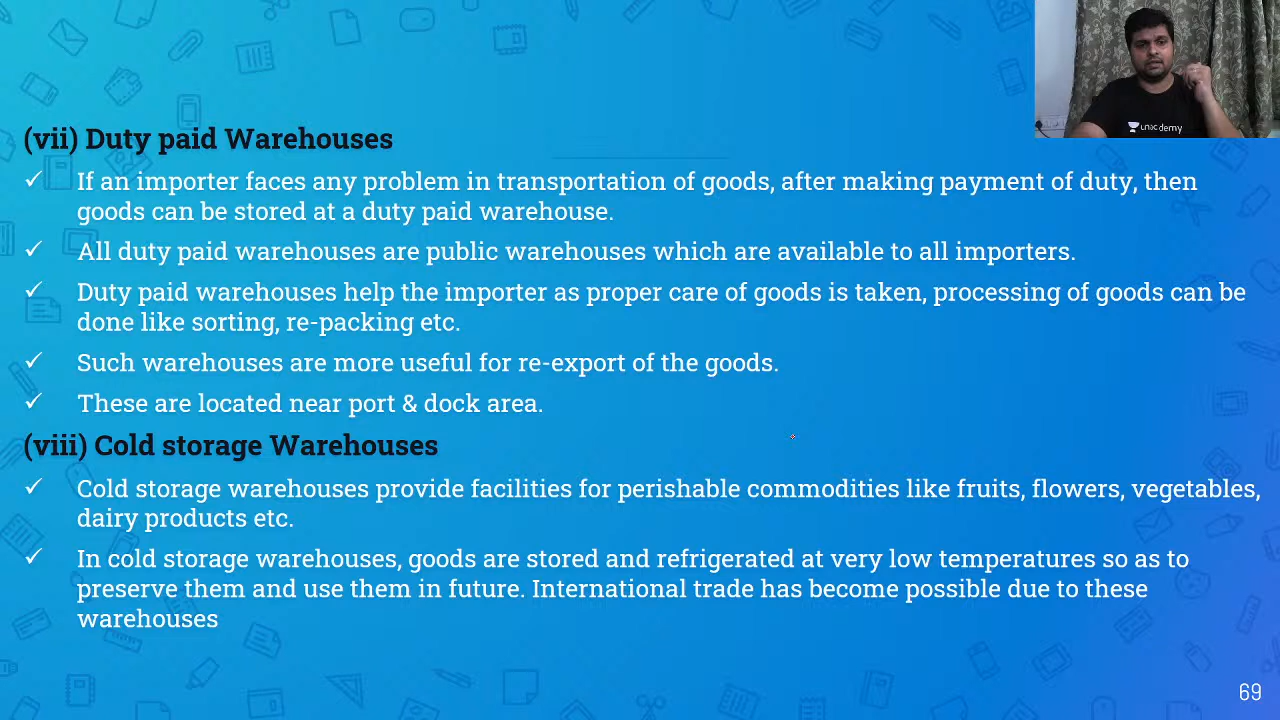 unacademy
(vii) Duty paid Warehouses
✓ If an importer faces any problem in transportation of goods, after making payment of duty, then
goods can be stored at a duty paid warehouse.
✓ All duty paid warehouses are public warehouses which are available to all importers.
✓ Duty paid warehouses help the importer as proper care of goods is taken, processing of goods can be
done like sorting, re-packing etc.
✓ Such warehouses are more useful for re-export of the goods.
✓ These are located near port & dock area.
(viii) Cold storage Warehouses
✓ Cold storage warehouses provide facilities for perishable commodities like fruits, flowers, vegetables,
dairy products etc.
✓ In cold storage warehouses, goods are stored and refrigerated at very low temperatures so as to
preserve them and use them in future. International trade has become possible due to these
warehouses
69